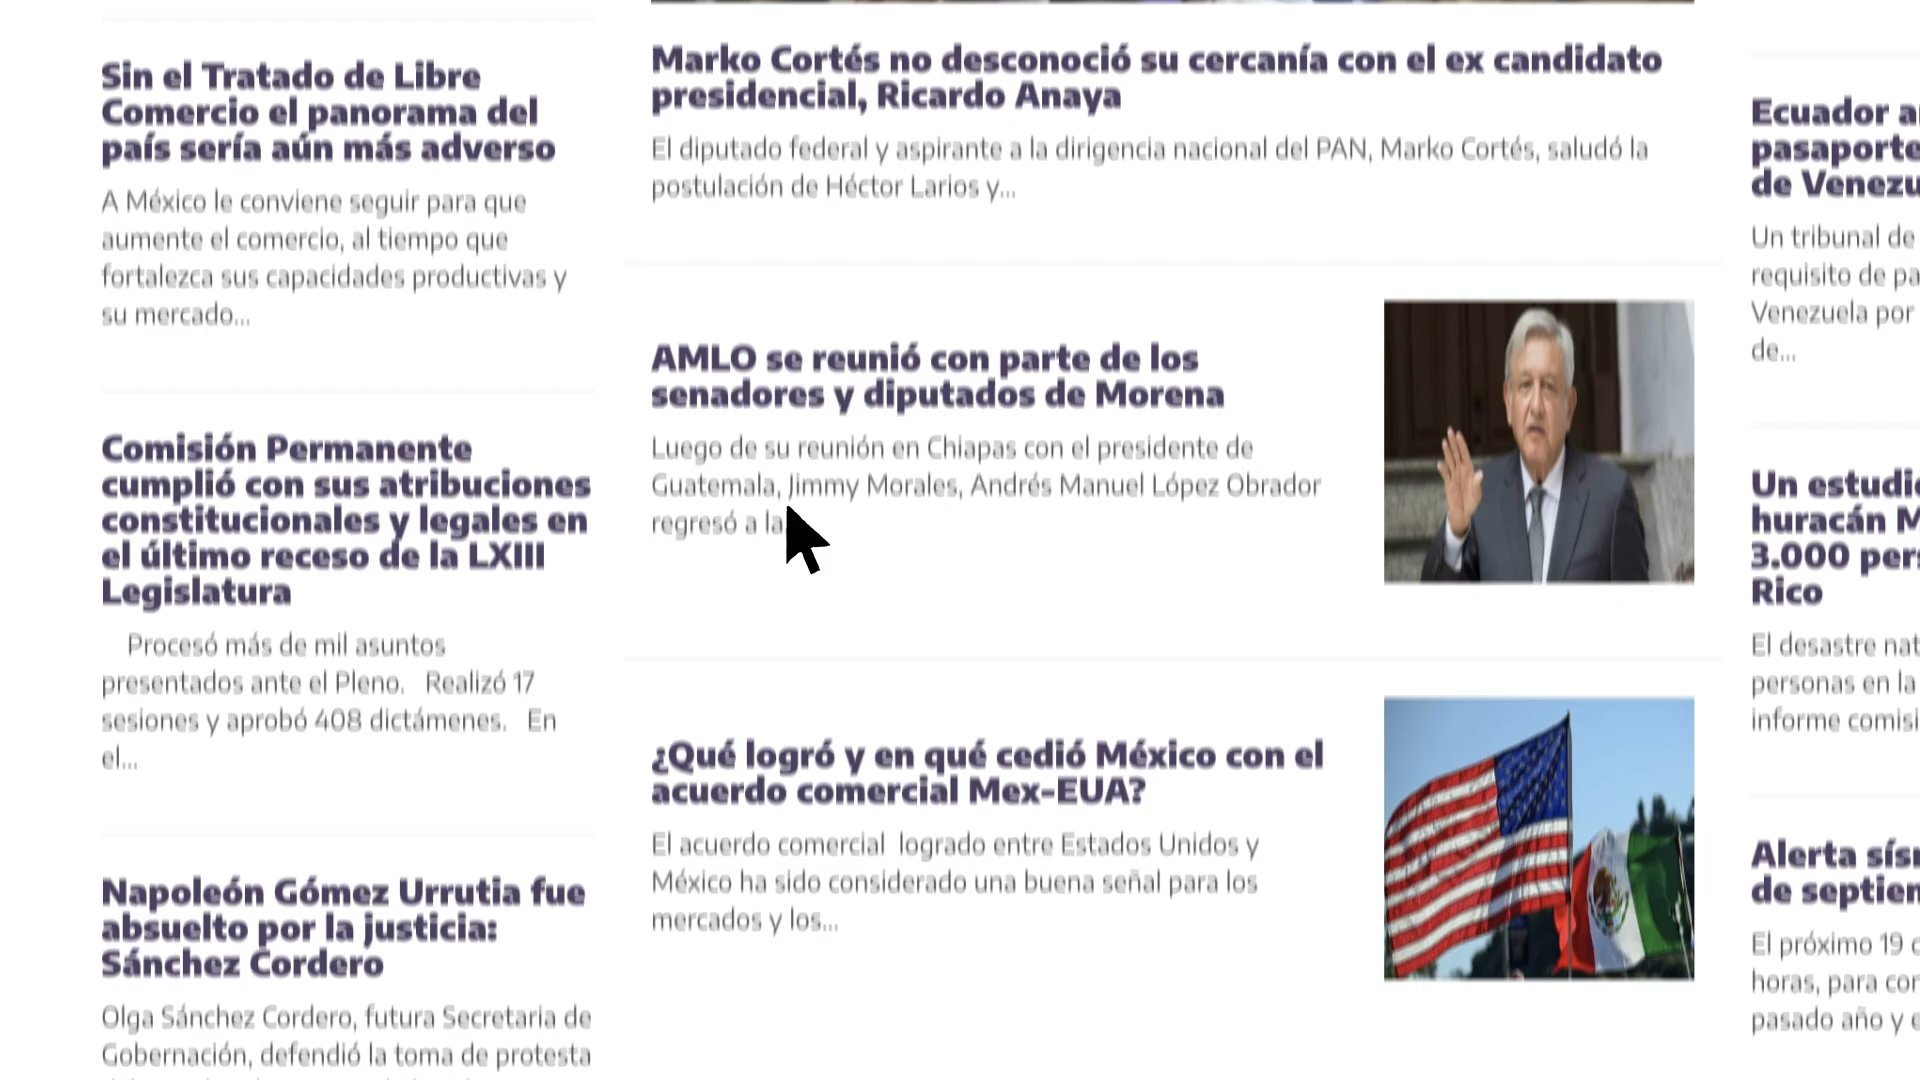 Sin el Tratado de Libre
Comercio el panorama del
país sería aún más adverso
A México le conviene seguir para que
aumente el comercio, al tiempo que
fortalezca sus capacidades productivas y
su mercado...
Comisión Permanente
cumplió con sus atribuciones
constitucionales y legales en
el último receso de la LXIII
Legislatura
Procesó más de mil asuntos
presentados ante el Pleno. Realizó 17
sesiones y aprobó 408 dictámenes. En
el...
Napoleón Gómez Urrutia fue
absuelto por la justicia:
Sánchez Cordero
Olga Sánchez Cordero, futura Secretaria de
Gobernación, defendió la toma de protesta
Marko Cortés no desconoció su cercanía con el ex candidato
presidencial, Ricardo Anaya
El diputado federal y aspirante a la dirigencia nacional del PAN, Marko Cortés, saludó la
postulación de Héctor Larios y...
AMLO se reunió con parte de los
senadores y diputados de Morena
Luego de su reunión en Chiapas con el presidente de
Guatemala, Jimmy Morales, Andrés Manuel López Obrador
regresó a la
¿Qué logró y en qué cedió México con el
acuerdo comercial Mex-EUA?
El acuerdo comercial logrado entre Estados Unidos y
México ha sido considerado una buena señal para los
mercados y los...
Ecuador
pasaporte
de
Un tribunal de
requisito de
Venezuela por
de...
Un
huracán
3.000
Rico
El desastre
personas en la
informe
Alerta
de
El próximo 19
horas, para
pasado año y